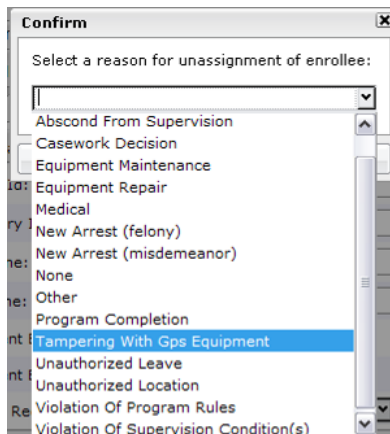 Confirm
Select a reason for unassignment of enrollee:
Abscond From Supervision
Casework Decision
Equipment Maintenance
Equipment Repair
Medical
New Arrest (felony)
New Arrest (misdemeanor)
None
Other
Program Completion
Tampering With Gps Equipment
Unauthorized Leave
Unauthorized Location
Violation Of Program Rules
Violation Of Supervision Condition(s)